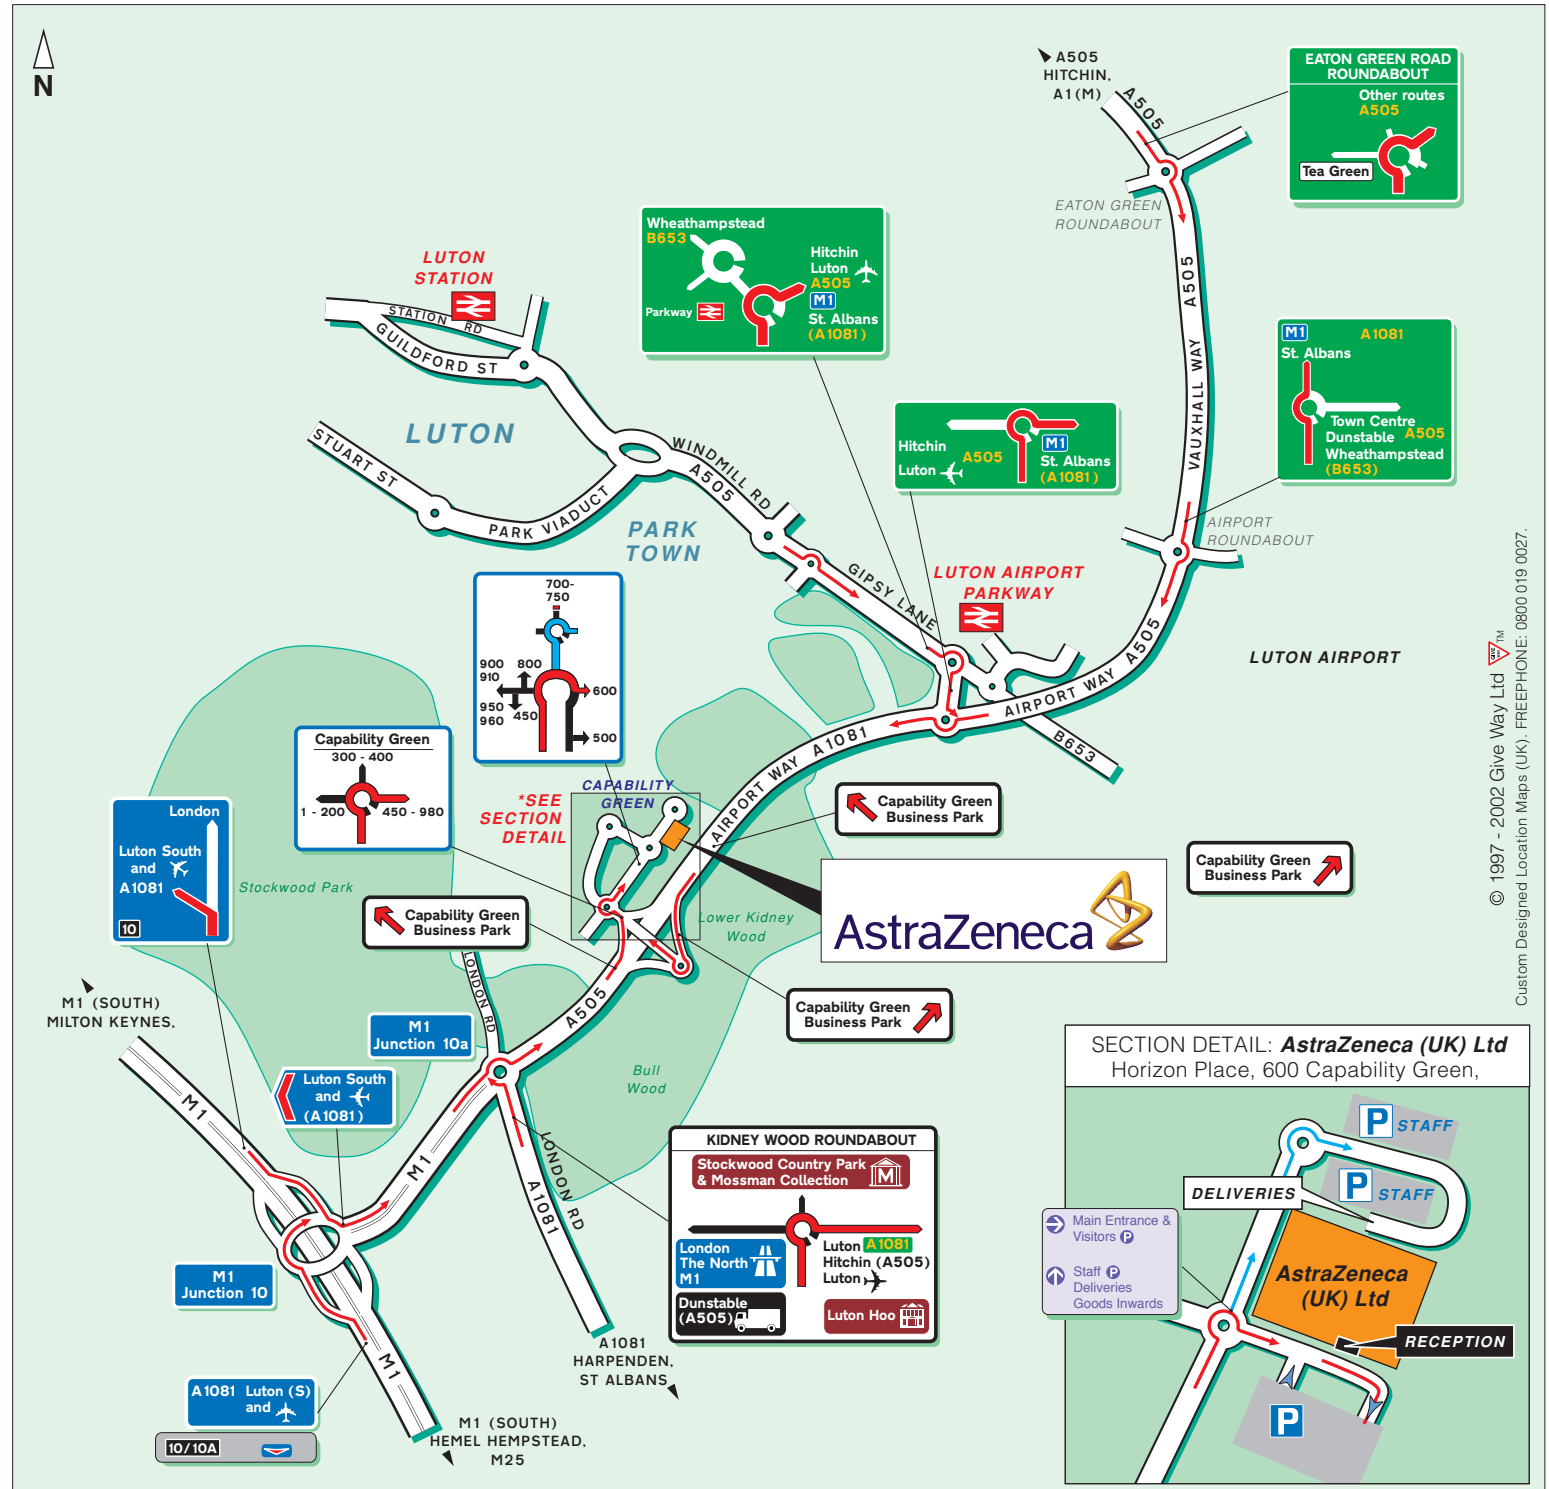 N
A505
HITCHIN,
A1(M)
A505
EATON GREEN ROAD
ROUNDABOUT
Other routes
A505
Tea Green
EATON GREEN
ROUNDABOUT
Wheathampstead
B653
Hitchin
Luton
A505
M1
St. Albans
(A1081)
Parkway
LUTON
STATION
STATION RD
GUILDFORD ST
LUTON
STUART ST
PARK VIADUCT
WINDMILL RD
A505
PARK
TOWN
A505
VAUXHALL WAY
M1
A1081
St. Albans
Town Centre
Dunstable A505
Wheathampstead
(B653)
Hitchin
A505
Luton
M1
St. Albans
(A1081)
AIRPORT
ROUNDABOUT
GIPSY LANE
LUTON AIRPORT
PARKWAY
LUTON AIRPORT
AIRPORT WAY A505
B653
AIRPORT WAY A1081
700-
750
900
910
800
600
950
960
450
500
Capability Green
300 - 400
1 - 200
450 - 980
CAPABILITY
GREEN
*SEE
SECTION
DETAIL
London
Luton South
and
A1081
10
Stockwood Park
Capability Green
Business Park
Capability Green
Business Park
Capability Green
Business Park
Capability Green
Business Park
AstraZeneca
Lower Kidney
Wood
LONDON RD
A505
M1 (SOUTH)
MILTON KEYNES,
M1
Junction 10a
Bull
Wood
Luton South
and
(A1081)
M1
M1
LONDON RD
A1081
KIDNEY WOOD ROUNDABOUT
Stockwood Country Park
& Mossman Collection
M
London
The North
M1
Luton A1081
Hitchin (A505)
Luton
Dunstable
(A505)
Luton Hoo
M1
Junction 10
M1
A1081 Luton (S)
and
10/10A
A1081
HARPENDEN,
ST ALBANS
M1 (SOUTH)
HEMEL HEMPSTEAD,
M25
SECTION DETAIL: AstraZeneca (UK) Ltd
Horizon Place, 600 Capability Green,
P STAFF
P STAFF
DELIVERIES
Main Entrance &
Visitors P
Staff P
Deliveries
Goods Inwards
AstraZeneca
(UK) Ltd
RECEPTION
P
© 1997 - 2002 Give Way Ltd GIVE WAY TM
Custom Designed Location Maps (UK). FREEPHONE: 0800 019 0027.